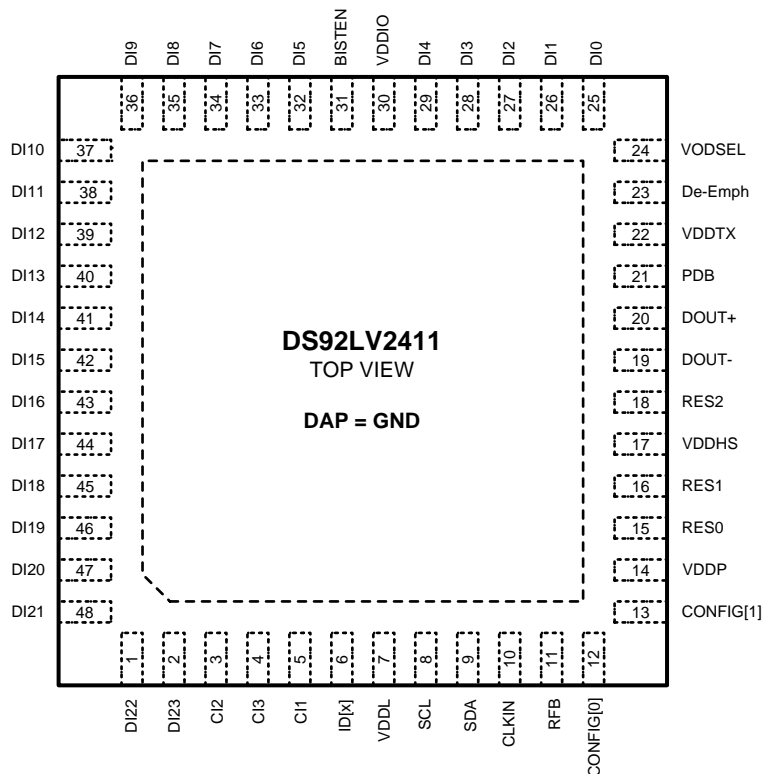 DI9 DI8 DI7 DI6 DI5 BISTEN VDDIO DI4 DI3 DI2 DI1 DI0
36 35 34 33 32 31 30 29 28 27 26 25
DI10 37 24 VODSEL
DI11 38 23 De-Emph
DI12 39 22 VDDTX
DI13 40 21 PDB
DI14 41 20 DOUT+
DS92LV2411
DI15 42 19 DOUT-
TOP VIEW
DI16 43 18 RES2
DAP = GND
DI17 44 17 VDDHS
DI18 45 16 RES1
DI19 46 15 RES0
DI20 47 14 VDDP
DI21 48 13 CONFIG[1]
1 2 3 4 5 6 7 8 9 10 11 12
DI22 DI23 CI2 CI3 CI1 ID[x] VDDL SCL SDA CLKIN RFB CONFIG[0]